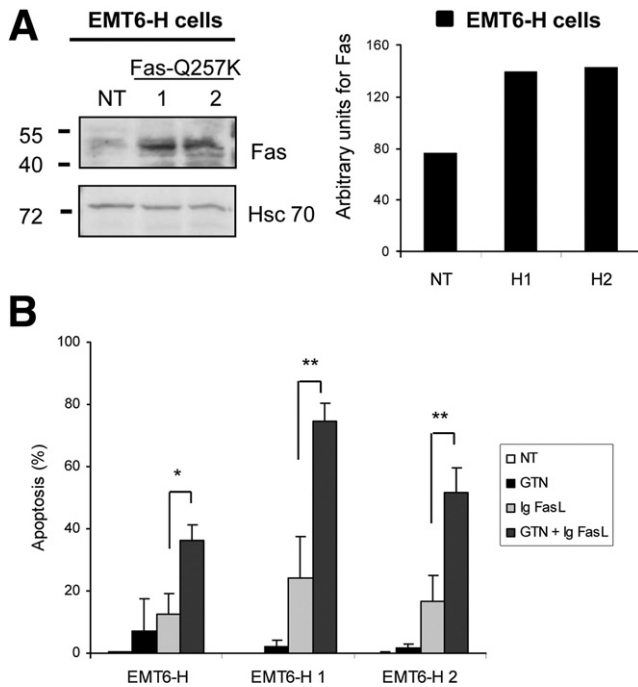 A
EMT6-H cells
Fas-Q257K
NT 1 2
55
40
Fas
72
Hsc 70
EMT6-H cells
Arbitrary units for Fas
160
120
80
40
0
NT H1 H2
B
Apoptosis (%)
100
80
60
40
20
0
*
**
**
NT
GTN
Ig FasL
GTN + Ig FasL
EMT6-H EMT6-H 1 EMT6-H 2